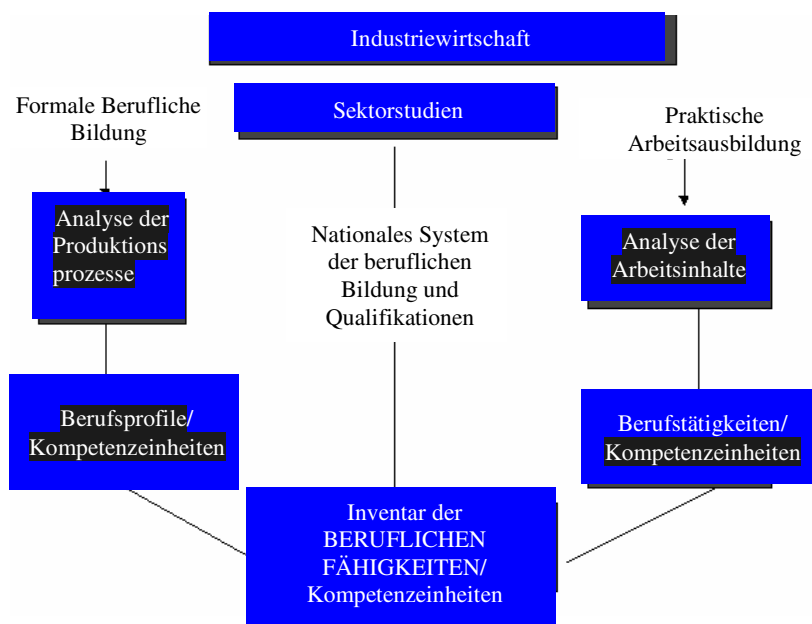 Industriewirtschaft
Sektorstudien
Formale Berufliche
Bildung
Praktische
Arbeitsausbildung
Analyse der
Produktions
prozesse
Nationales System
der beruflichen
Bildung und
Qualifikationen
Analyse der
Arbeitsinhalte
Berufsprofile/
Kompetenzeinheiten
Berufstätigkeiten/
Kompetenzeinheiten
Inventar der
BERUFLICHEN
FÄHIGKEITEN/
Kompetenzeinheiten